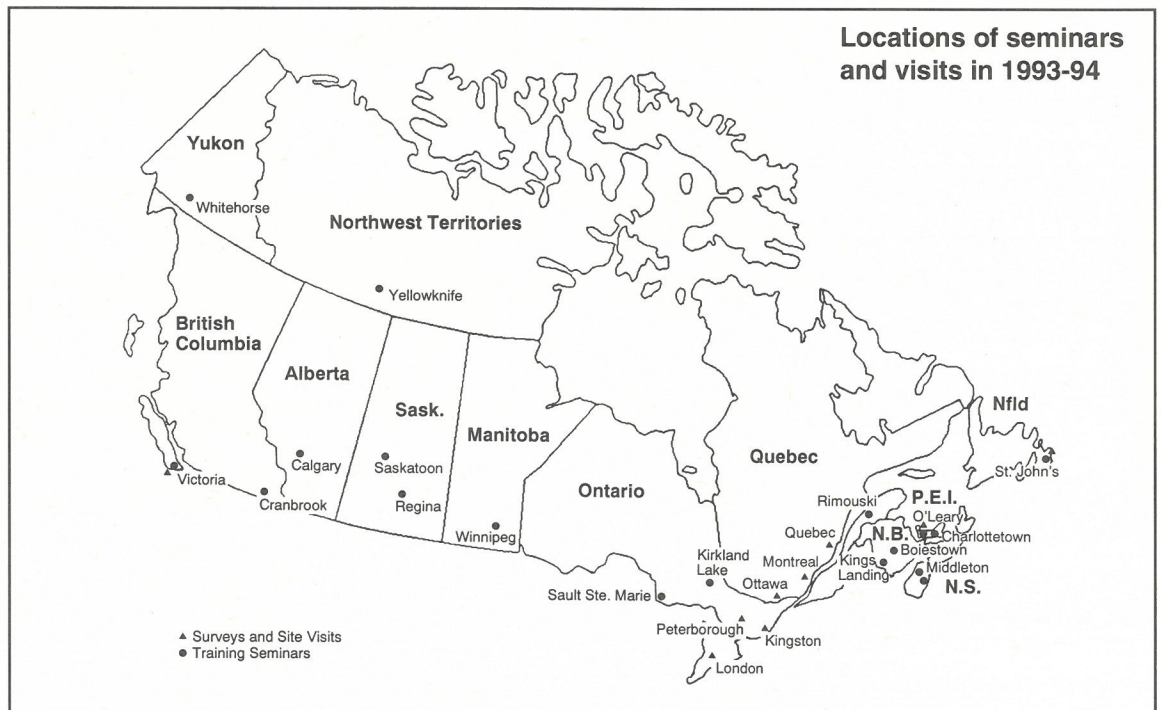 Locations of seminars
and visits in 1993-94
Yukon
Whitehorse
Northwest Territories
Yellowknife
British
Columbia
Alberta
Sask.
Manitoba
Nfld
Calgary
Saskatoon
Quebec
St. John's
Victoria
Cranbrook
Regina
Ontario
Rimouski
P.E.I.
O'Leary
Winnipeg
Quebec
N.B.
Charlottetown
Kirkland
Lake
Montreal
Kings
Landing
Boiestown
Ottawa
Middleton
N.S.
Sault Ste. Marie
Peterborough
Kingston
London
▲ Surveys and Site Visits
● Training Seminars